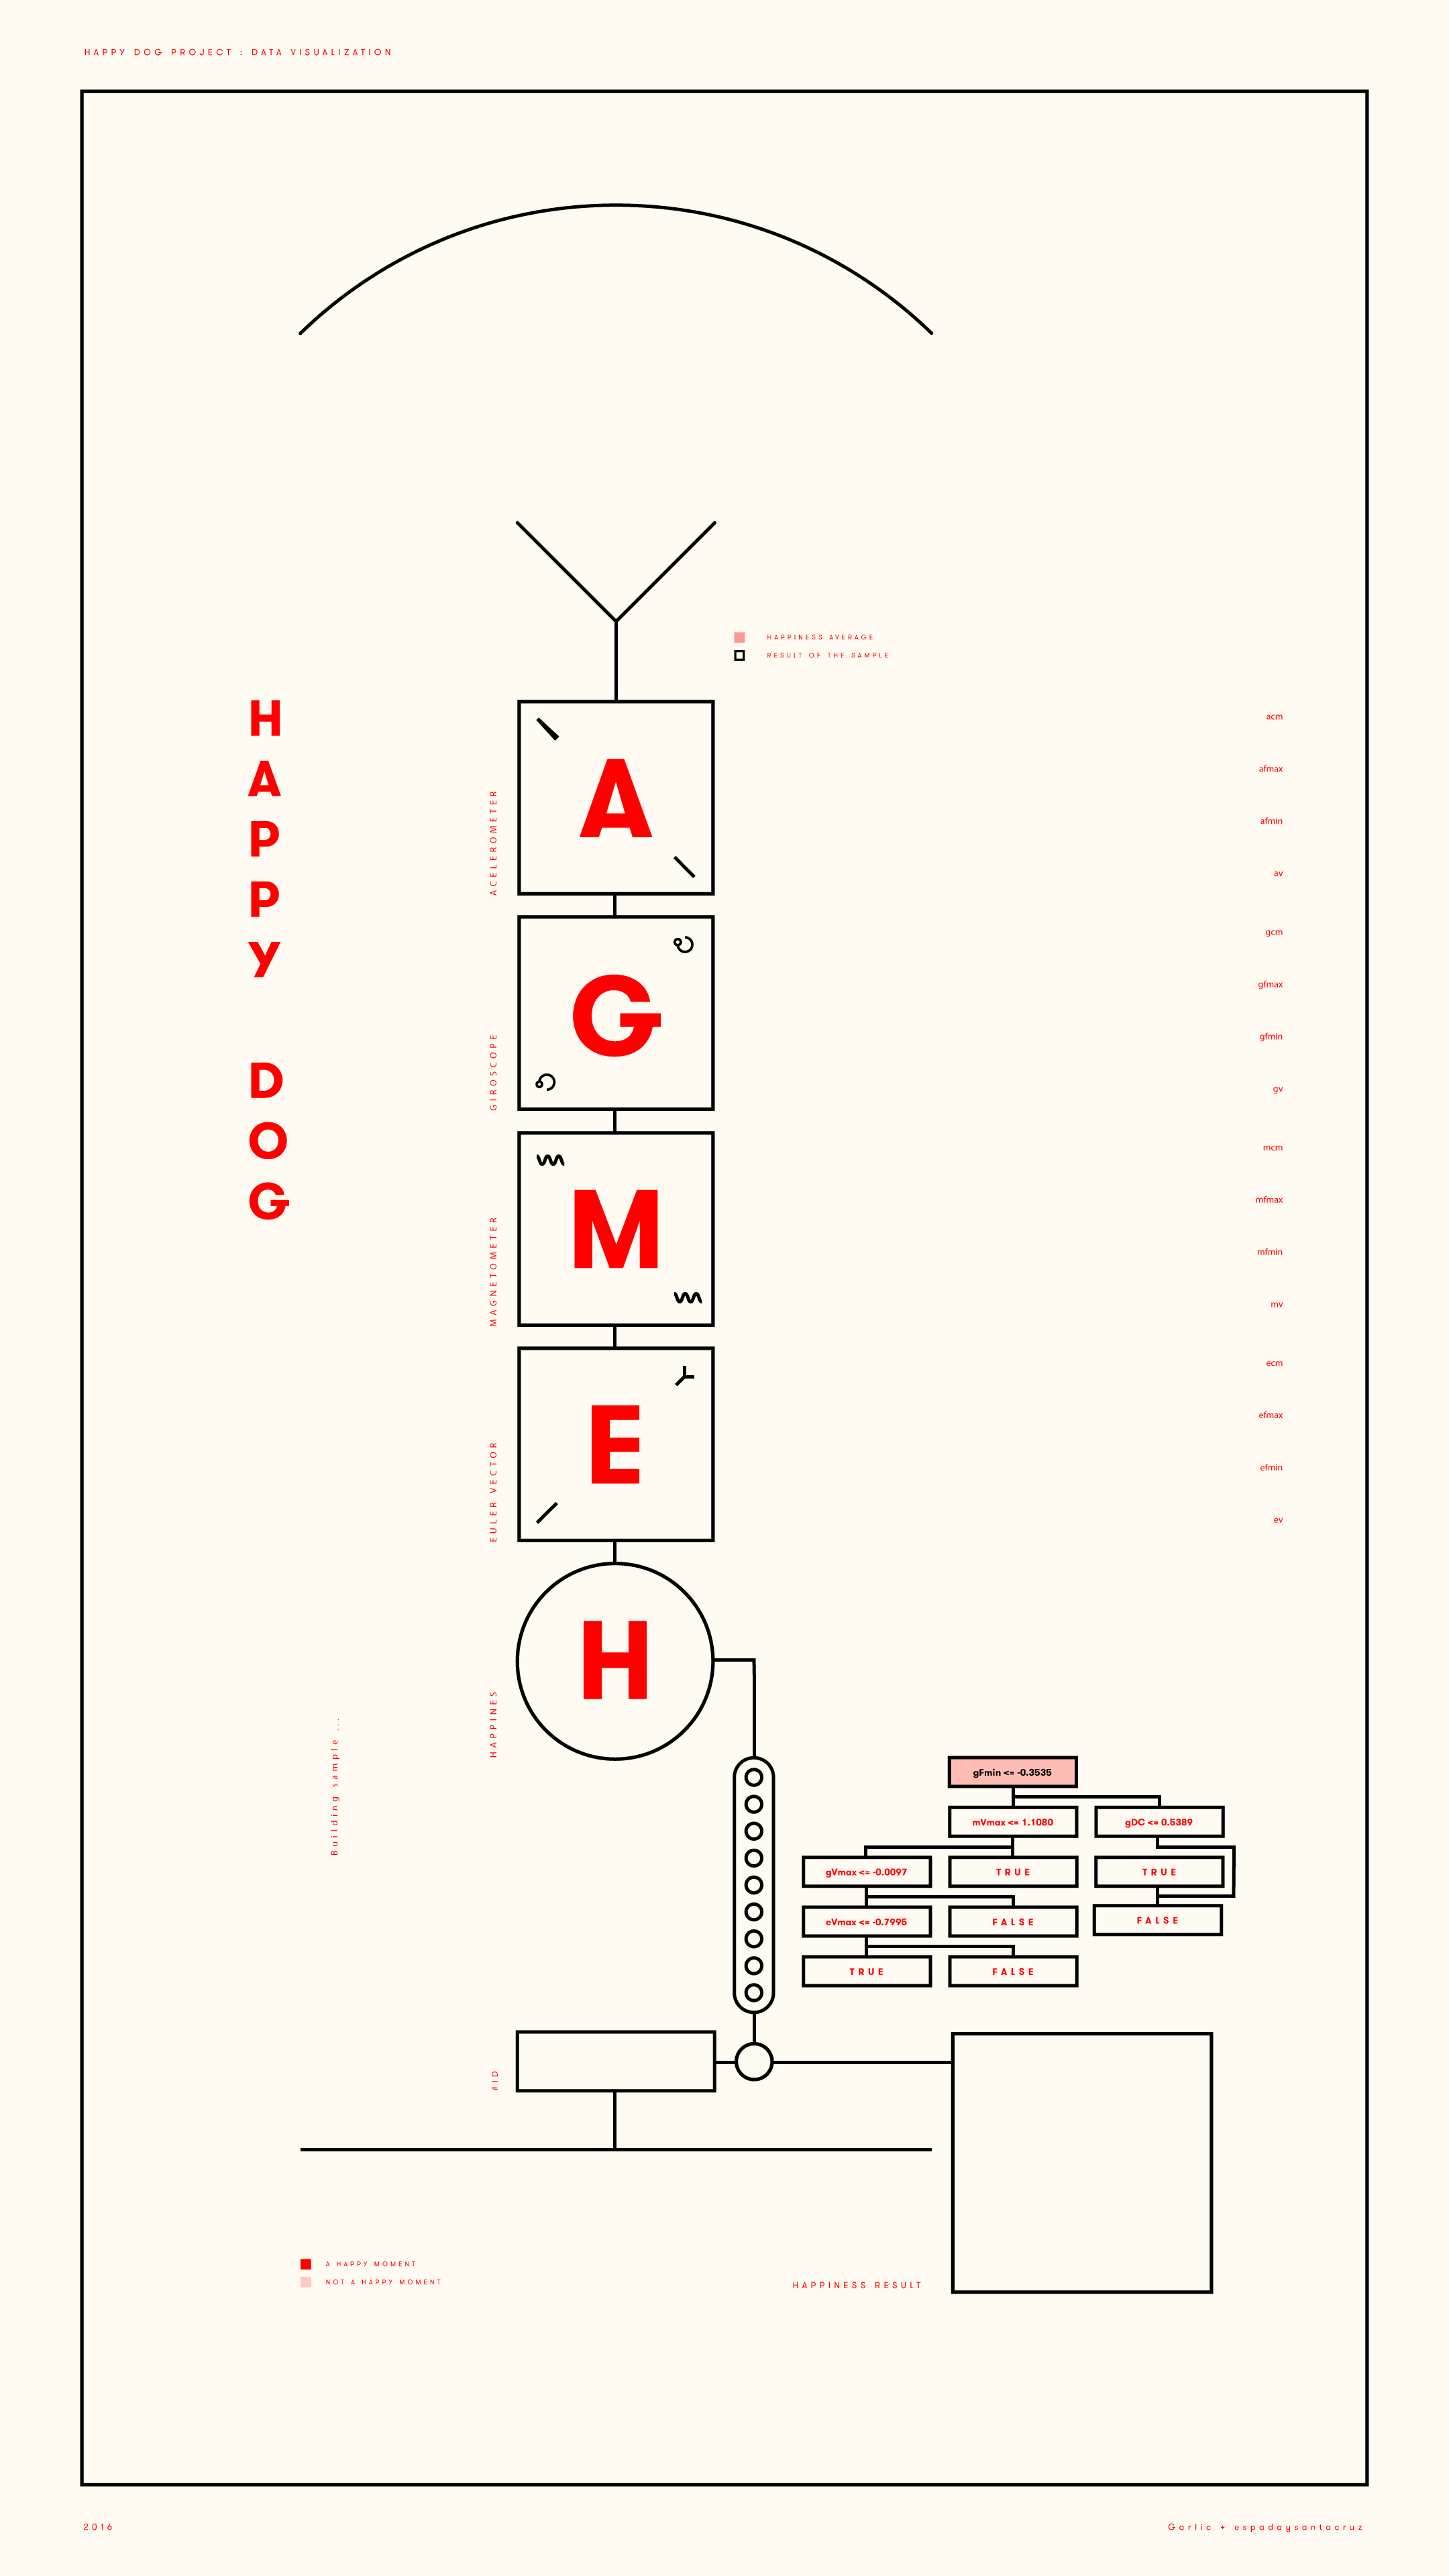 HAPPY DOG PROJECT : DATA VISUALIZATION
HAPPINESS AVERAGE
RESULT OF THE SAMPLE
HAPPY DOG
ACELEROMETER
A
acm
afmax
afmin
av
GIROSCOPE
G
gcm
gfmax
gfmin
gv
MAGNETOMETER
M
mcm
mfmax
mfmin
mv
EULER VECTOR
E
ecm
efmax
efmin
ev
HAPPINES
H
Building sample ...
gFmin <= -0.3535
mVmax <= 1.1080
gDC <= 0.5389
gVmax <= -0.0097
TRUE
TRUE
eVmax <= -0.7995
FALSE
FALSE
TRUE
FALSE
#ID
A HAPPY MOMENT
NOT A HAPPY MOMENT
HAPPINESS RESULT
2016
Garlic + espadaysantacruz